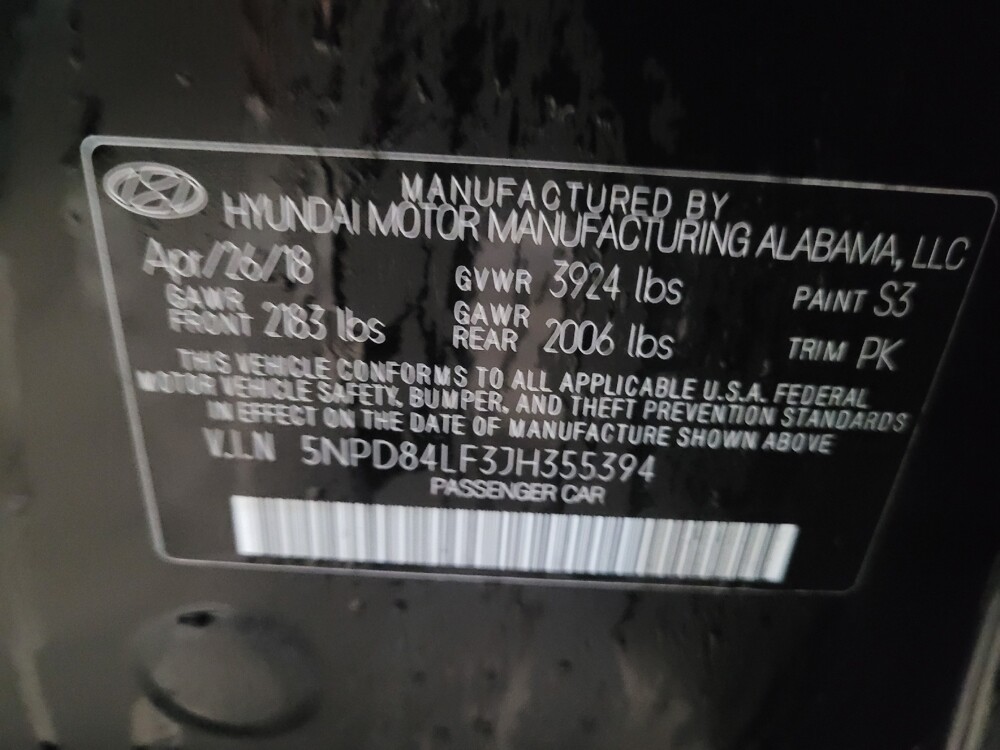 MANUFACTURED BY
HYUNDAI MOTOR MANUFACTURING ALABAMA, LLC
Apr/26/18 GVWR 3924 lbs PAINT S3
GAWR FRONT 2183 lbs GAWR REAR 2006 lbs TRIM PK
THIS VEHICLE CONFORMS TO ALL APPLICABLE U.S.A. FEDERAL
MOTOR VEHICLE SAFETY, BUMPER, AND THEFT PREVENTION STANDARDS
IN EFFECT ON THE DATE OF MANUFACTURE SHOWN ABOVE
V.I.N 5NPD84LF3JH355394
PASSENGER CAR